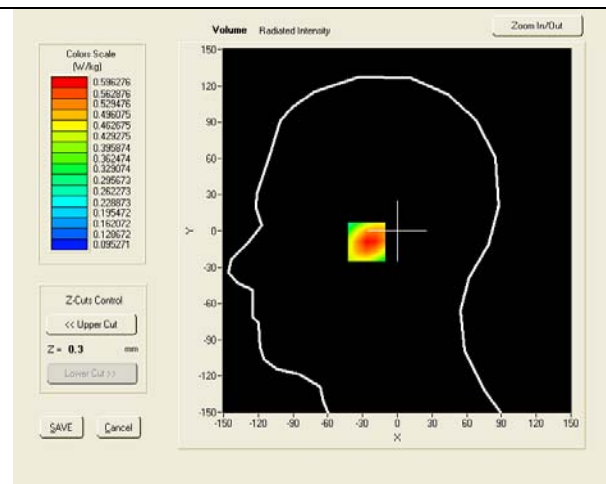 Volume Radiated Intensity
Zoom In/Out
Colors Scale
(W/kg)
0.596276
0.562876
0.529476
0.496075
0.462675
0.429275
0.395874
0.362474
0.329074
0.295673
0.262273
0.228873
0.195472
0.162072
0.128672
0.095271
Z-Cuts Control
<< Upper Cut
Z = 0.3 mm
Lower Cut >>
SAVE Cancel
150
120
90
60
30
Y 0
-30
-60
-90
-120
-150
-150 -120 -90 -60 -30 0 30 60 90 120 150
X